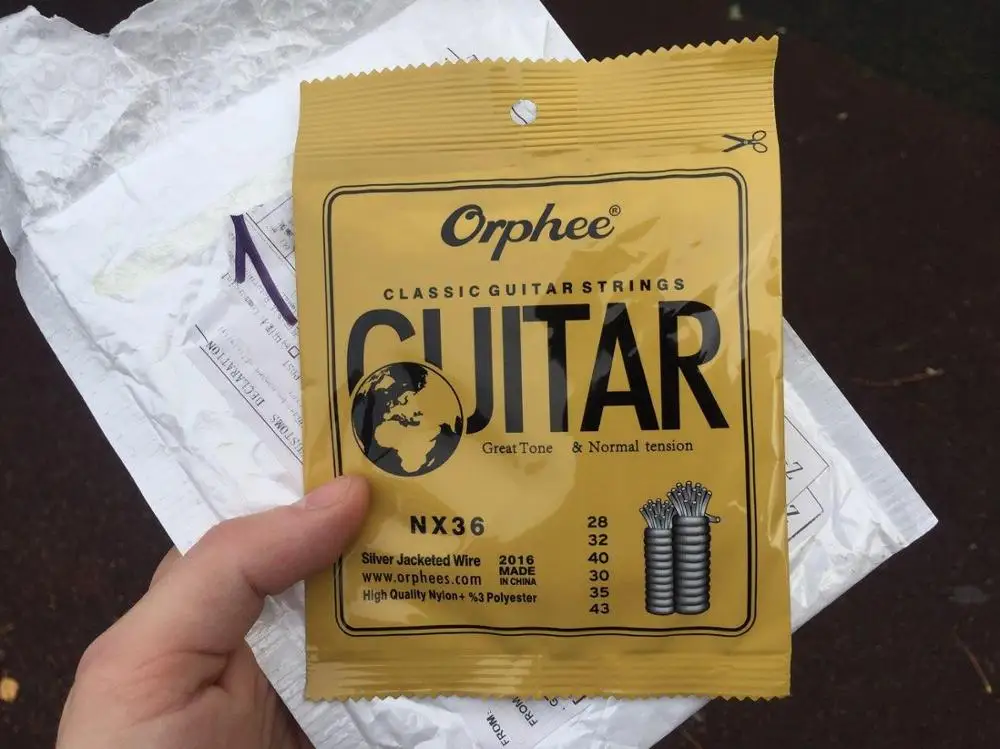 Orphee®
CLASSIC GUITAR STRINGS
GUITAR
Great Tone & Normal tension
NX36
Silver Jacketed Wire
www.orphees.com
High Quality Nylon+ %3 Polyester
2016
MADE
IN CHINA
28
32
40
30
35
43
CUSTOMS DECLARATION
FROM:
FROM: